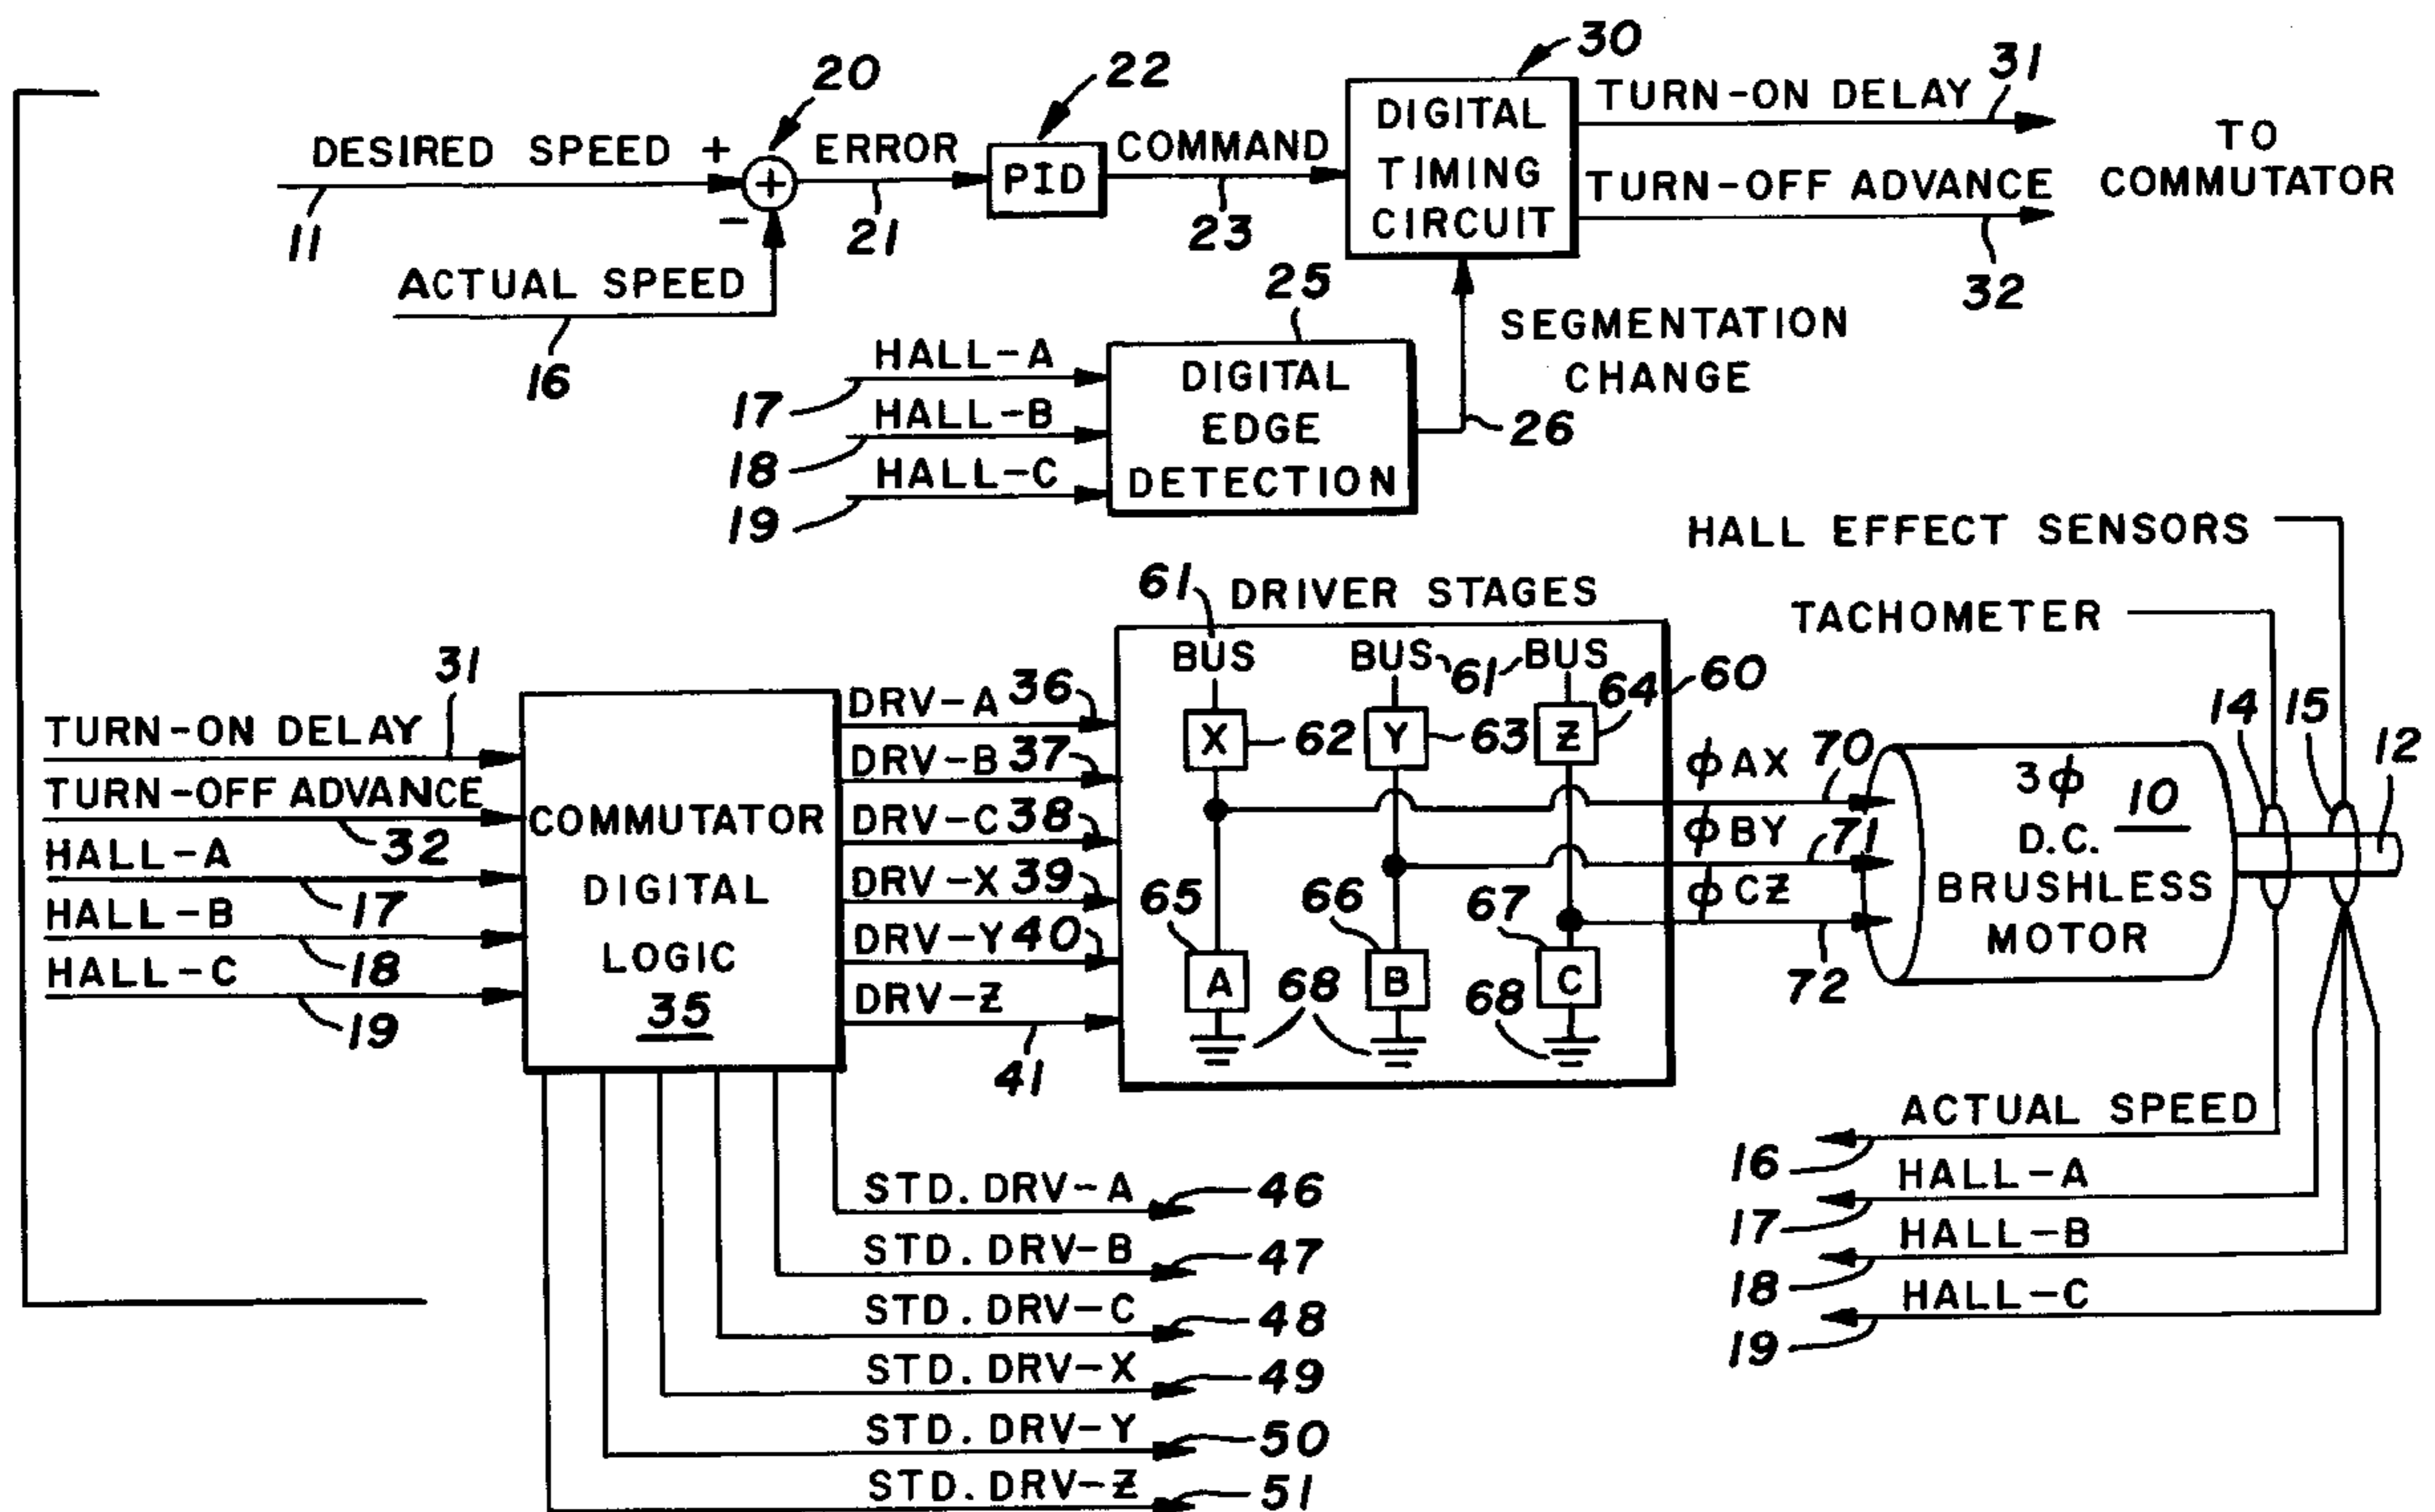 30
20
22
31
TURN-ON DELAY
DIGITAL TIMING CIRCUIT
TO COMMUTATOR
DESIRED SPEED +
ERROR
PID
COMMAND
TURN-OFF ADVANCE
+
-
11
21
23
32
ACTUAL SPEED
16
25
SEGMENTATION CHANGE
HALL-A
17
HALL-B
18
HALL-C
19
DIGITAL EDGE DETECTION
26
HALL EFFECT SENSORS
TACHOMETER
61
DRIVER STAGES
BUS
BUS
61
BUS
60
64
X
62
Y
63
Z
31
TURN-ON DELAY
TURN-OFF ADVANCE
32
HALL-A
17
HALL-B
18
HALL-C
19
COMMUTATOR DIGITAL LOGIC
35
DRV-A 36
DRV-B 37
DRV-C 38
DRV-X 39
DRV-Y 40
DRV-Z
41
65
66
67
A
B
C
68
68
ϕAX
70
ϕBY
71
ϕCZ
72
3ϕ
10
D.C.
BRUSHLESS
MOTOR
14
15
12
ACTUAL SPEED
16
HALL-A
17
HALL-B
18
HALL-C
19
STD. DRV-A
46
STD. DRV-B
47
STD. DRV-C
48
STD. DRV-X
49
STD. DRV-Y
50
STD. DRV-Z
51